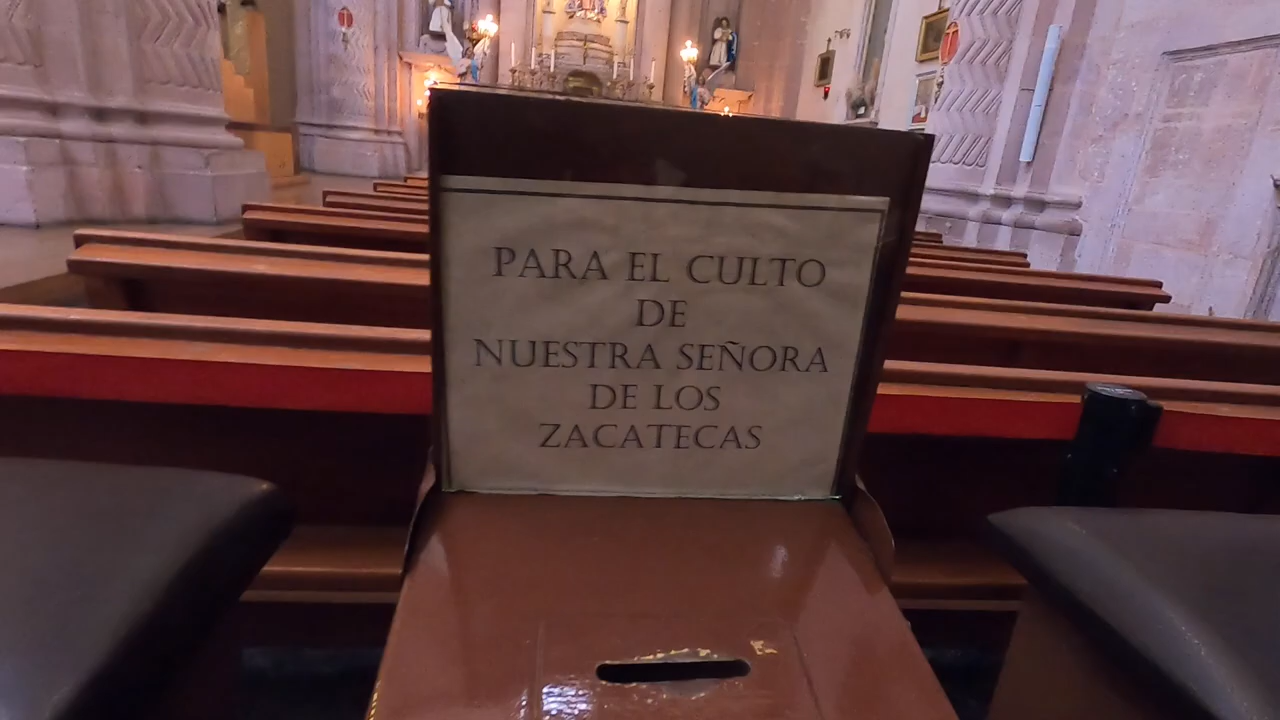 PARA EL CULTO
DE
NUESTRA SEÑORA
DE LOS
ZACATECAS